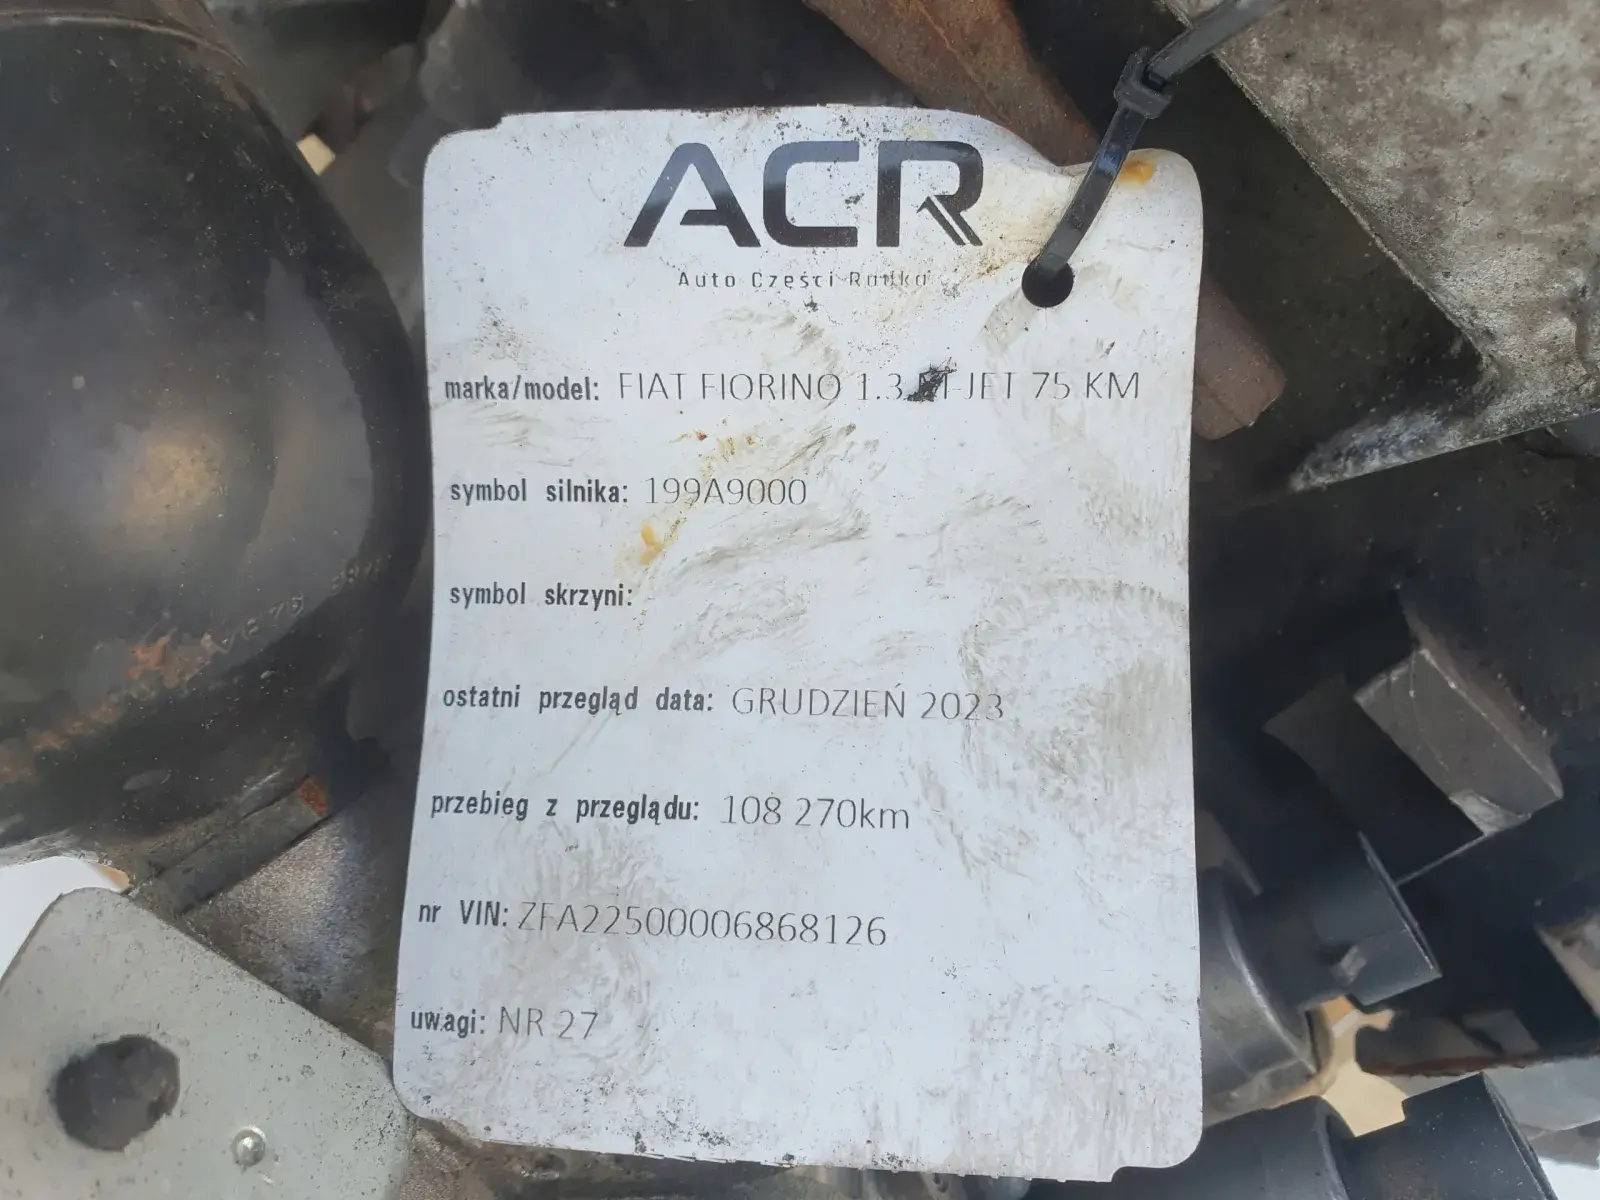 ACR
Auto Części Rudka
marka/model: FIAT FIORINO 1.3 M-JET 75 KM
symbol silnika: 199A9000
symbol skrzyni:
ostatni przegląd data: GRUDZIEŃ 2023
przebieg z przeglądu: 108 270km
nr VIN: ZFA22500006868126
uwagi: NR 27